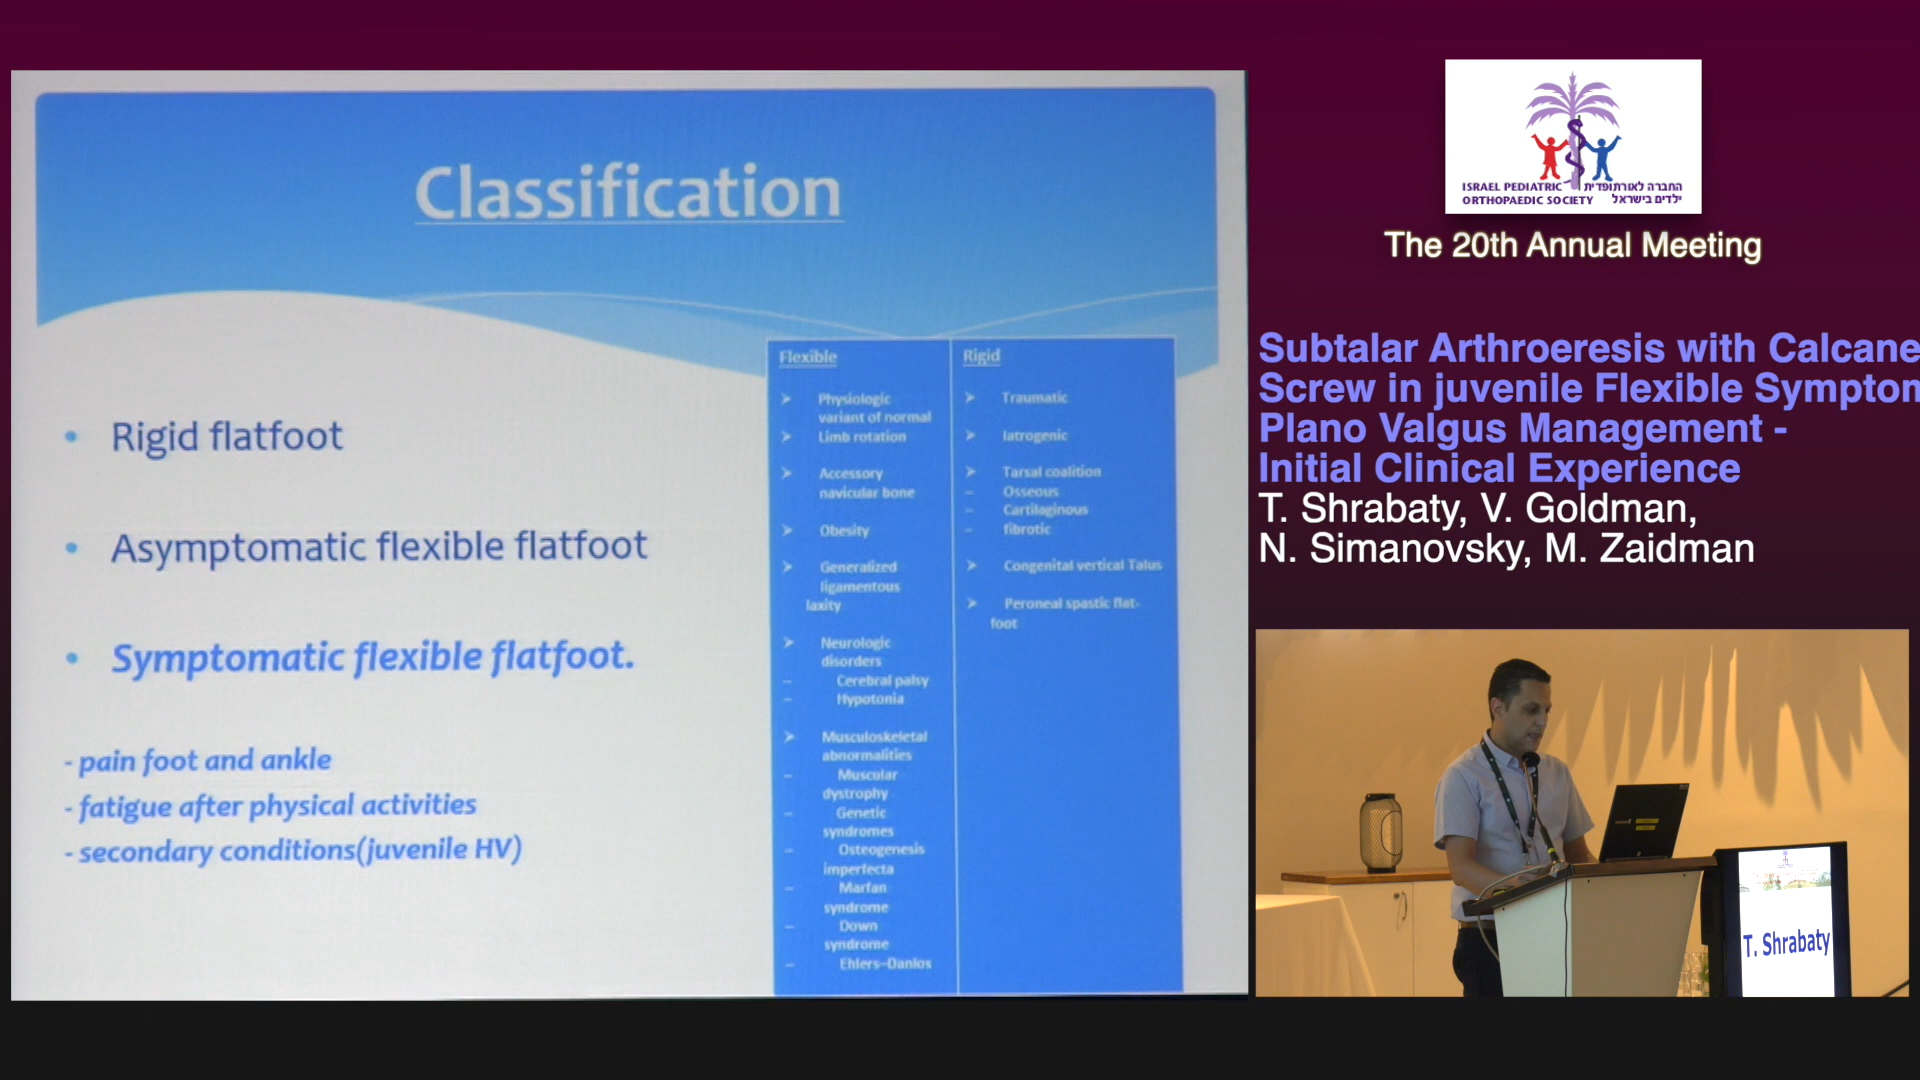 Classification
Rigid flatfoot
Asymptomatic flexible flatfoot
Symptomatic flexible flatfoot.
- pain foot and ankle
- fatigue after physical activities
- secondary conditions(juvenile HV)
Flexible
Physiologic
variant of normal
Limb rotation
Accessory
navicular bone
Obesity
Generalized
ligamentous
laxity
Neurologic
disorders
– Cerebral palsy
– Hypotonia
Musculoskeletal
abnormalities
– Muscular
dystrophy
– Genetic
syndromes
– Osteogenesis
imperfecta
– Marfan
syndrome
– Down
syndrome
– Ehlers–Danlos
Rigid
Traumatic
Iatrogenic
Tarsal coalition
– Osseous
– Cartilaginous
– fibrotic
Congenital vertical Talus
Peroneal spastic flat-
foot
ISRAEL PEDIATRIC
ORTHOPAEDIC SOCIETY
החברה לאורתופדית
ילדים בישראל
The 20th Annual Meeting
Subtalar Arthroeresis with Calcane
Screw in juvenile Flexible Symptom
Plano Valgus Management -
Initial Clinical Experience
T. Shrabaty, V. Goldman,
N. Simanovsky, M. Zaidman
T. Shrabaty